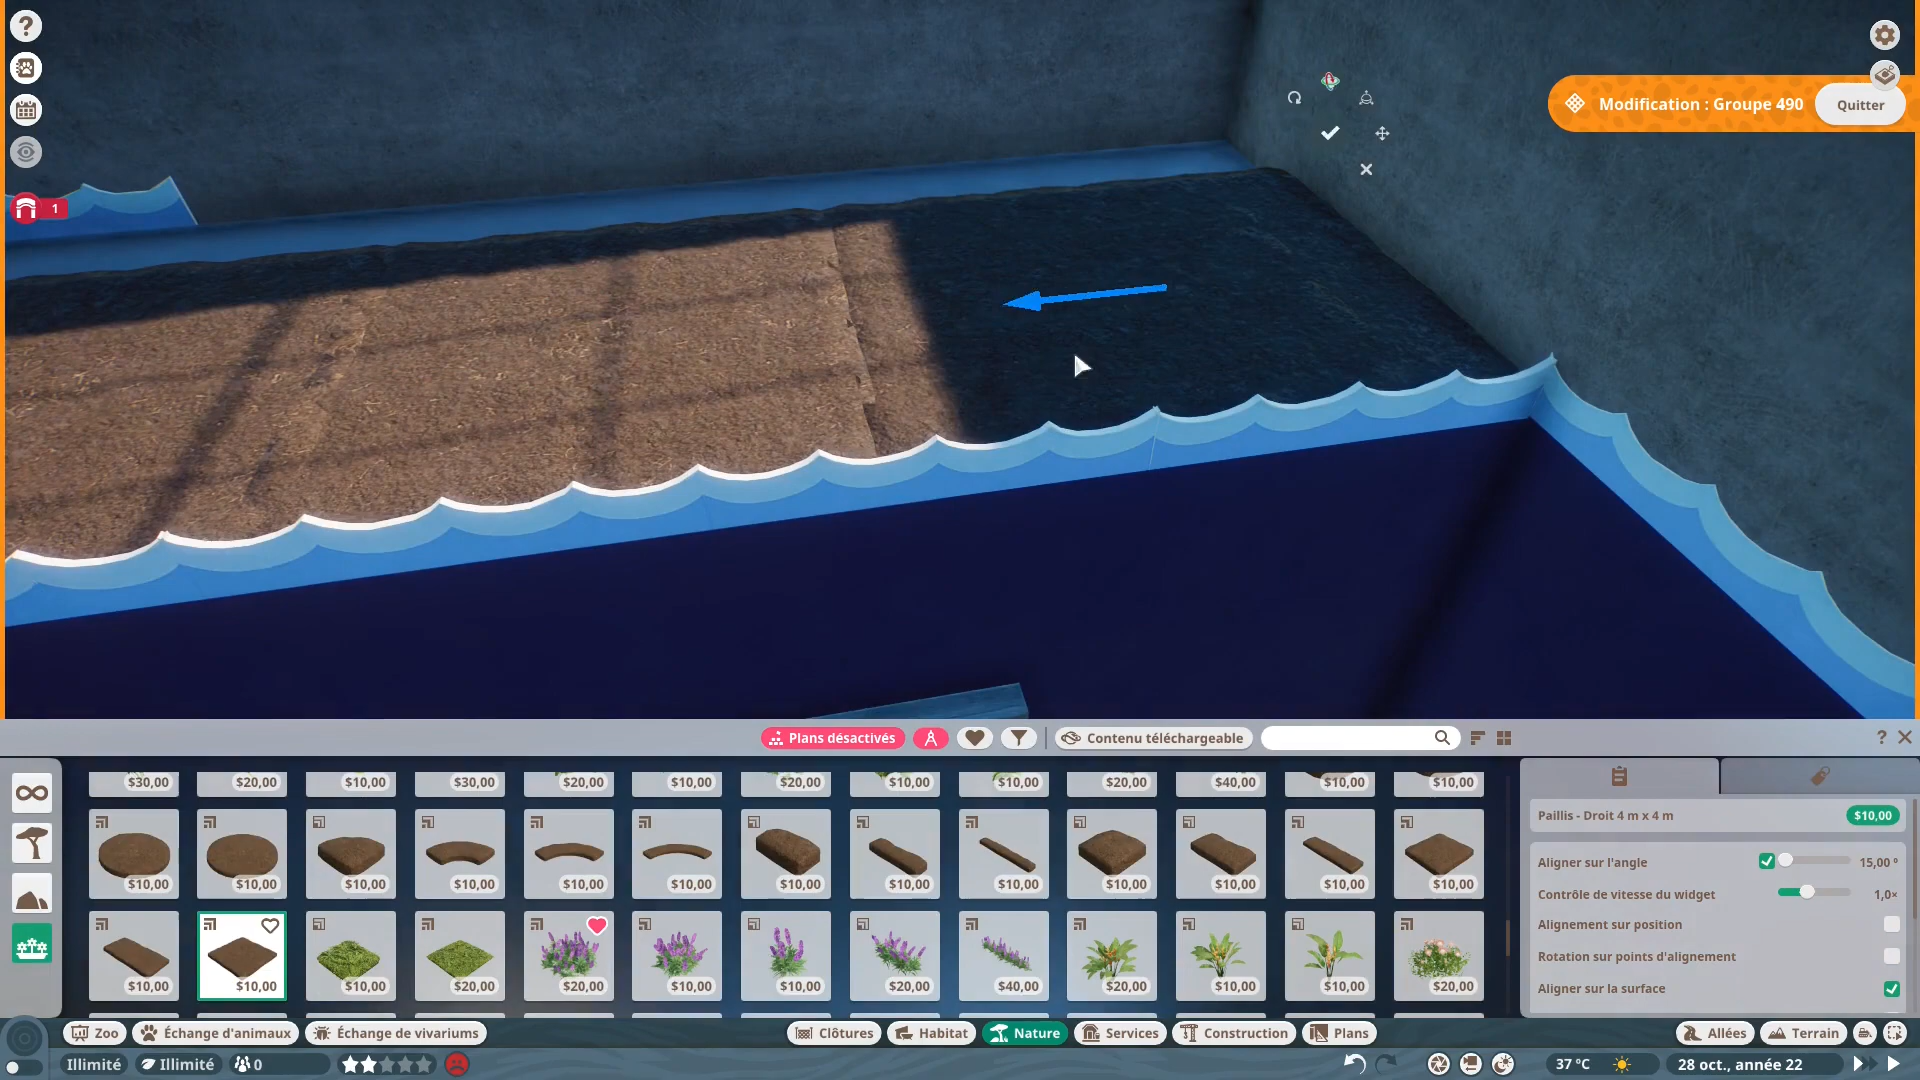 ?
Modification : Groupe 490
Quitter
1
Plans désactivés
Contenu téléchargeable
?
$30,00 $20,00 $10,00 $30,00 $20,00 $10,00 $20,00 $10,00 $10,00 $20,00 $40,00 $10,00 $10,00
$10,00 $10,00 $10,00 $10,00 $10,00 $10,00 $10,00 $10,00 $10,00 $10,00 $10,00 $10,00 $10,00
$10,00 $10,00 $10,00 $20,00 $20,00 $10,00 $10,00 $20,00 $40,00 $20,00 $10,00 $10,00 $20,00
Paillis - Droit 4 m x 4 m $10,00
Aligner sur l'angle 15,00 °
Contrôle de vitesse du widget 1,0×
Alignement sur position
Rotation sur points d'alignement
Aligner sur la surface
Zoo Échange d'animaux Échange de vivariums Clôtures Habitat Nature Services Construction Plans Allées Terrain
Illimité Illimité 0 37 °C 28 oct., année 22